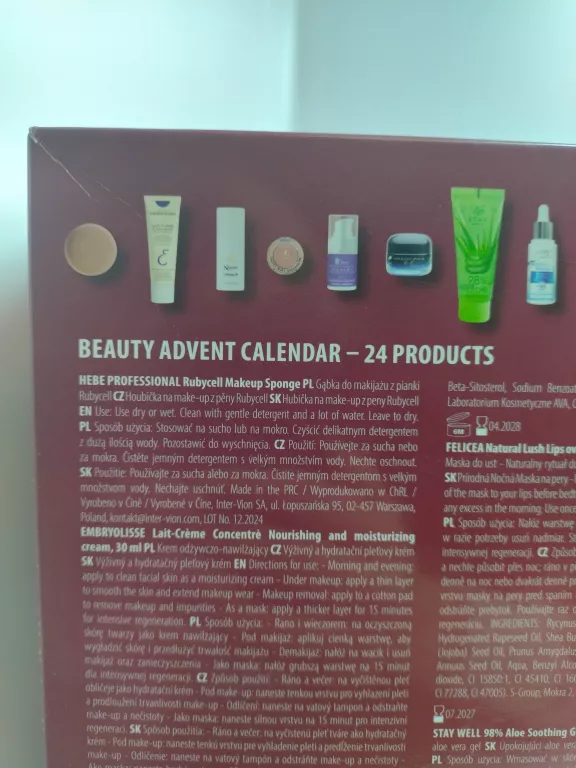 BEAUTY ADVENT CALENDAR – 24 PRODUCTS
HEBE PROFESSIONAL Rubycell Makeup Sponge PL Gąbka do makijażu z pianki
Rubycell CZ Houbička na make-up z pěny Rubycell SK Hubička na make-up z peny Rubycell
EN Use: Use dry or wet. Clean with gentle detergent and a lot of water. Leave to dry.
PL Sposób użycia: Stosować na sucho lub na mokro. Czyścić delikatnym detergentem
z dużą ilością wody. Pozostawić do wyschnięcia. CZ Použití: Používejte za sucha nebo
za mokra. Čistěte jemným detergentem s velkým množstvím vody. Nechte oschnout.
SK Použitie: Používajte za sucha alebo za mokra. Čistite jemným detergentom s veľkým
množstvom vody. Nechajte uschnúť. Made in the PRC / Wyprodukowano w ChRL /
Vyrobeno v Číně / Vyrobené v Číne, Inter-Vion SA, ul. Łopuszańska 95, 02-457 Warszawa,
Poland, kontakt@inter-vion.com, LOT No. 12.2024
EMBRYOLISSE Lait-Crème Concentré Nourishing and moisturizing
cream, 30 ml PL Krem odżywczo-nawilżający CZ Výživný a hydratační pleťový krém
SK Výživný a hydratačný pleťový krém EN Directions for use: - Morning and evening:
apply to clean facial skin as a moisturizing cream - Under makeup: apply a thin layer
to smooth the skin and extend makeup wear - Makeup removal: apply to a cotton pad
to remove makeup and impurities - As a mask: apply a thicker layer for 15 minutes
for intensive regeneration. PL Sposób użycia: - Rano i wieczorem: na oczyszczoną
skórę twarzy jako krem nawilżający - Pod makijaż: aplikuj cienką warstwę, aby
wygładzić skórę i przedłużyć trwałość makijażu - Demakijaż: nałóż na wacik i usuń
makijaż oraz zanieczyszczenia - Jako maska: nałóż grubszą warstwę na 15 minut
dla intensywnej regeneracji. CZ Způsob použití: - Ráno a večer: na vyčištěnou pleť
obličeje jako hydratační krém - Pod make-up: naneste tenkou vrstvu pro vyhlazení pleti
a prodloužení trvanlivosti make-up - Odlíčení: naneste na vatový tampon a odstraňte
make-up a nečistoty - Jako maska: naneste silnou vrstvu na 15 minut pro intenzivní
regeneraci. SK Spôsob použitia: - Ráno a večer: na vyčistenú pleť tváre ako hydratačný
krém - Pod make-up: naneste tenkú vrstvu pre vyhladenie pleti a predĺženie trvanlivosti
make-up - Odlíčenie: naneste na vatový tampón a odstráňte make-up a nečistoty -
Ako maska: naneste
Beta-Sitosterol, Sodium Benzoat
Laboratorium Kosmetyczne AVA, C
6M 04.2028
FELICEA Natural Lush Lips ov
Maska do ust - Naturalny rytuał do
SK Prírodná Nočná Maska na pery -
of the mask to your lips before bedt
any excess in the morning. Use once
PL Sposób użycia: Nałóż warstwę
w razie potrzeby usuń nadmiar. St
intensywnej regeneracji. CZ Způsob
a nechte působit přes noc; ráno v p
denně na noc nebo dvakrát denně pr
vrstvu masky na pery pred spaním
odstráňte prebytok. Používajte raz d
regeneráciu. INGREDIENTS: Rycynus
Hydrogenated Rapeseed Oil, Shea But
(Jojoba) Seed Oil, Prunus Amygdalus
Annuus Seed Oil, Aqua, Benzyl Alco
dioxide, CI 15850:1, CI 45410, CI 160
CI 77288, CI 47005). S-Group, Mokra 2,
07.2027
STAY WELL 98% Aloe Soothing G
aloe vera gel SK Upokojujúci aloe ver
PL Sposób użycia: Wmasować w skór